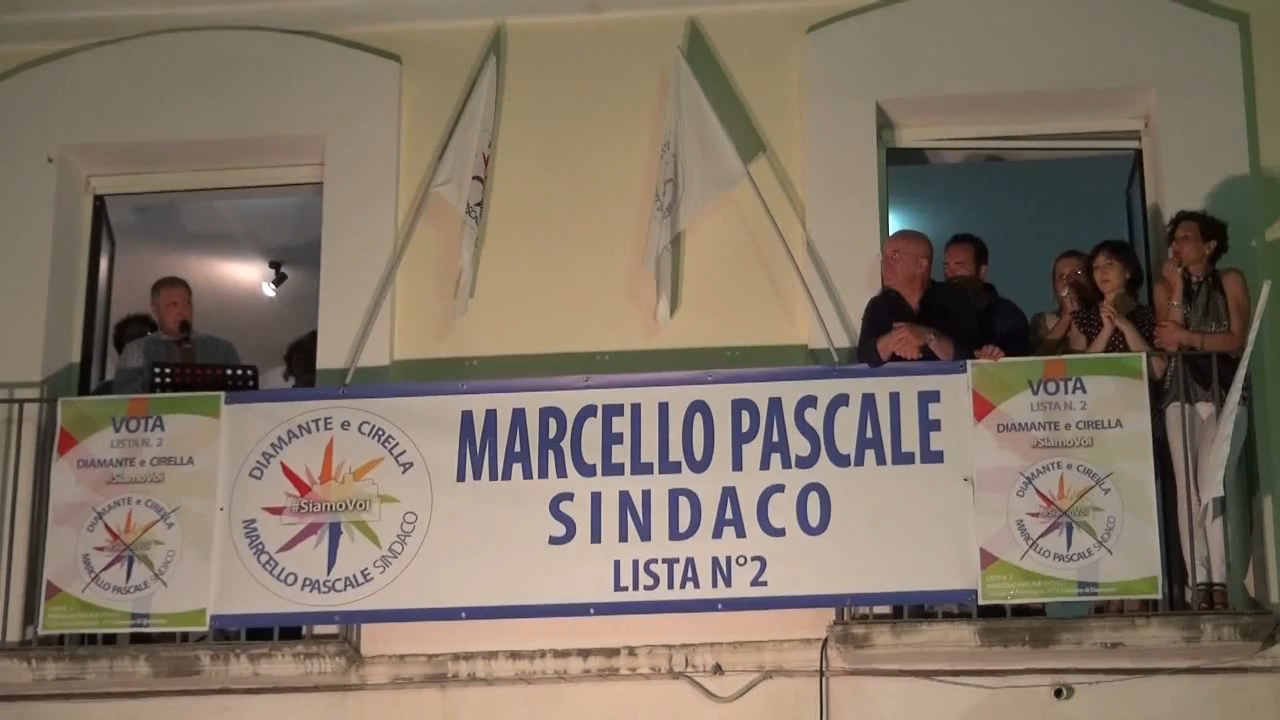 VOTA
LISTA N. 2
DIAMANTE e CIRELLA
#SiamoVoi
DIAMANTE e CIRELLA
MARCELLO PASCALE SINDACO
DIAMANTE e CIRELLA
#SiamoVoi
MARCELLO PASCALE SINDACO
MARCELLO PASCALE
SINDACO
LISTA N°2
VOTA
LISTA N. 2
DIAMANTE e CIRELLA
#SiamoVoi
DIAMANTE e CIRELLA
#SiamoVoi
MARCELLO PASCALE SINDACO